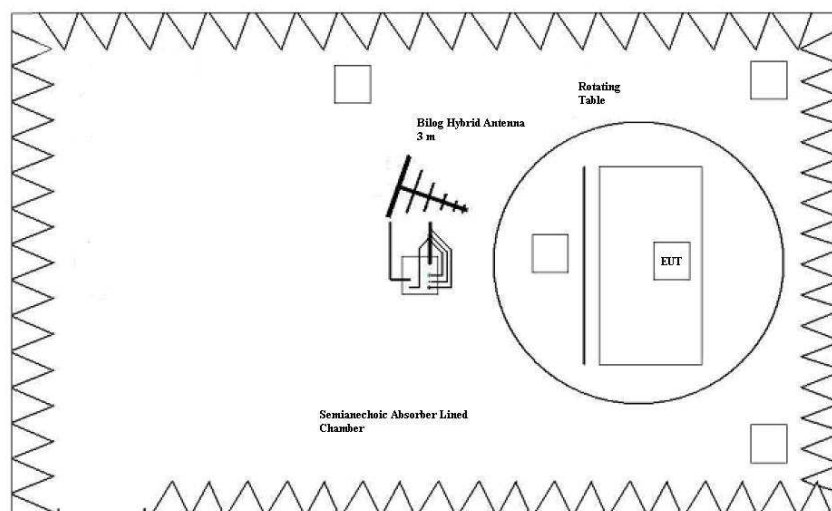 Rotating
Table
Bilog Hybrid Antenna
3 m
EUT
Semianechoic Absorber Lined
Chamber